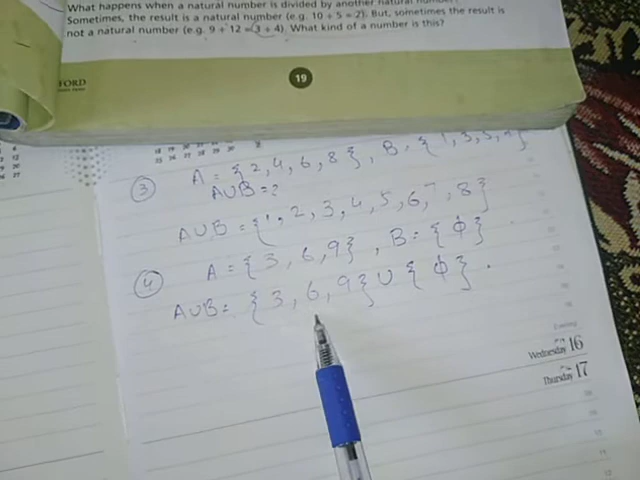 What happens when a natural number is divided by another natural number
Sometimes, the result is a natural number (e.g. 10 ÷ 5 = 2). But, sometimes the result is
not a natural number (e.g. 9 ÷ 12 = 3 ÷ 4). What kind of a number is this?
19
③ A = {2, 4, 6, 8}, B = {1, 3, 5, 7}
A∪B = ?
A∪B = {1, 2, 3, 4, 5, 6, 7, 8}
④ A = {3, 6, 9}, B = {ϕ}
A∪B = {3, 6, 9} ∪ {ϕ}.
Wednesday 16
Thursday 17